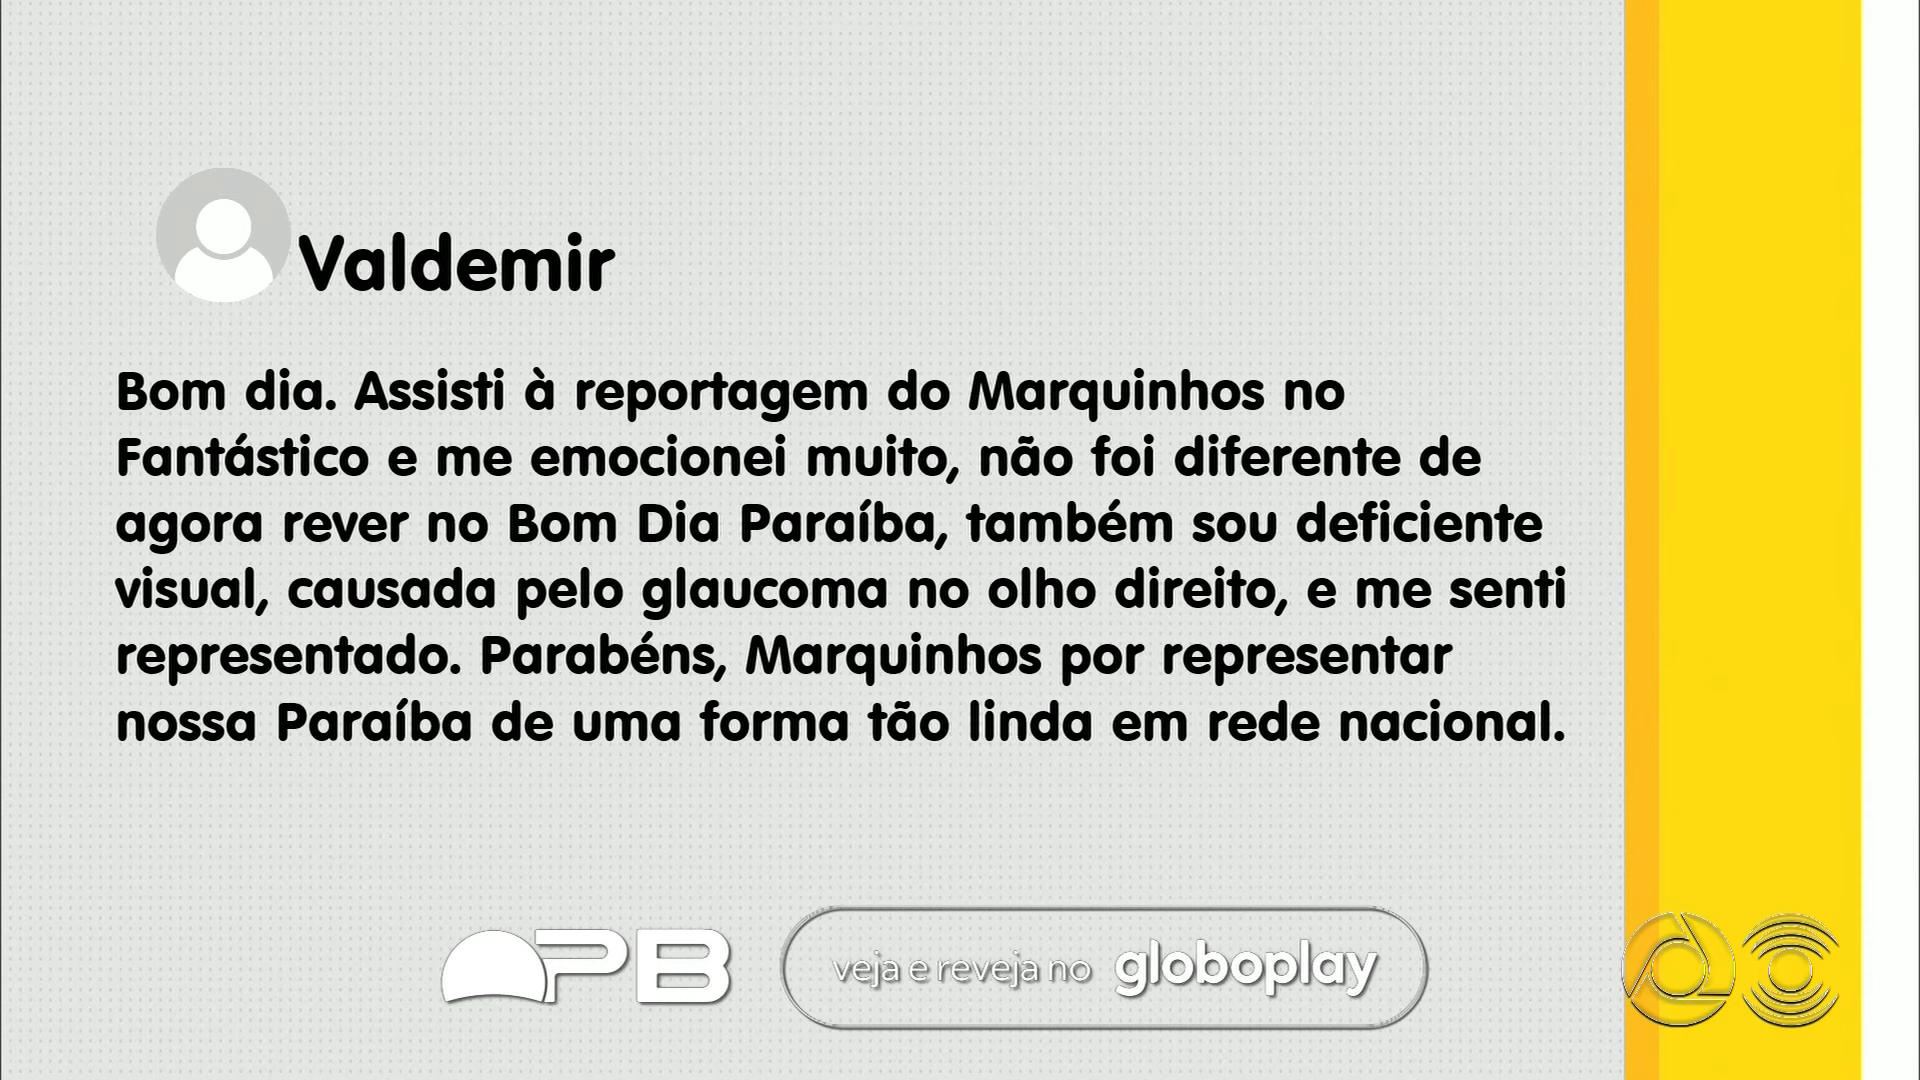 Valdemir
Bom dia. Assisti à reportagem do Marquinhos no
Fantástico e me emocionei muito, não foi diferente de
agora rever no Bom Dia Paraíba, também sou deficiente
visual, causada pelo glaucoma no olho direito, e me senti
representado. Parabéns, Marquinhos por representar
nossa Paraíba de uma forma tão linda em rede nacional.
PB veja e reveja no globoplay